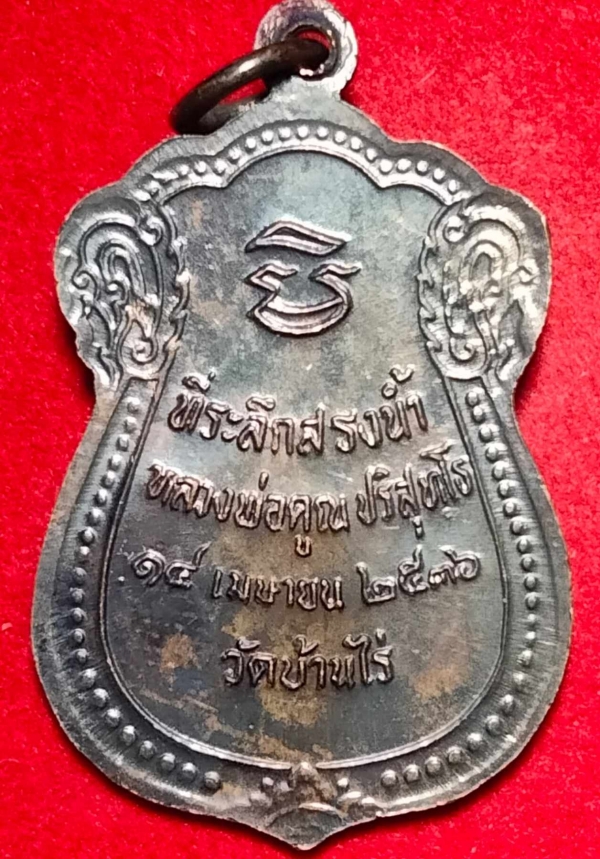 ที่ระลึกสรงน้ำ
หลวงพ่อคูณ ปริสุทฺโธ
๑๔ เมษายน ๒๕๓๖
วัดบ้านไร่